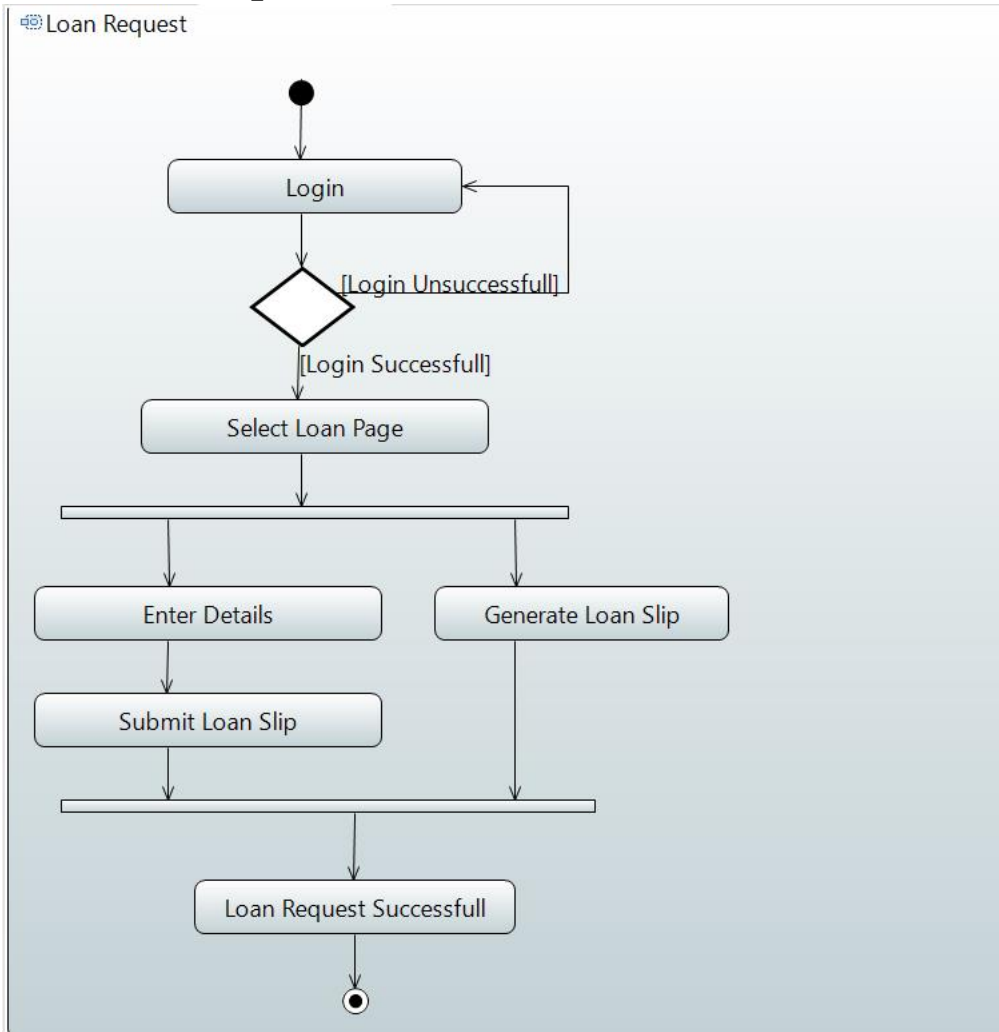 Loan Request
Login
[Login Unsuccessfull]
[Login Successfull]
Select Loan Page
Enter Details
Generate Loan Slip
Submit Loan Slip
Loan Request Successfull